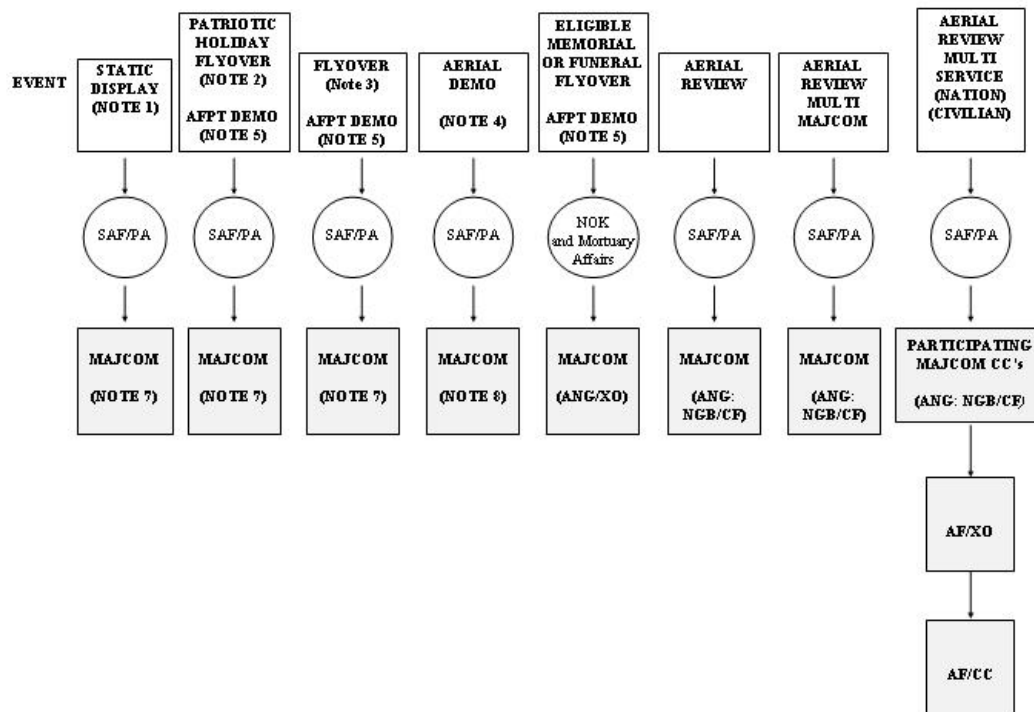 EVENT
STATIC
DISPLAY
(NOTE 1)
PATRIOTIC
HOLIDAY
FLYOVER
(NOTE 2)
AFPT DEMO
(NOTE 5)
FLYOVER
(Note 3)
AFPT DEMO
(NOTE 5)
AERIAL
DEMO
(NOTE 4)
ELIGIBLE
MEMORIAL
OR FUNERAL
FLYOVER
AFPT DEMO
(NOTE 5)
AERIAL
REVIEW
AERIAL
REVIEW
MULTI
MAJCOM
AERIAL
REVIEW
MULTI
SERVICE
(NATION)
(CIVILIAN)
SAF/PA
SAF/PA
SAF/PA
SAF/PA
NOK
and Mortuary
Affairs
SAF/PA
SAF/PA
SAF/PA
MAJCOM
(NOTE 7)
MAJCOM
(NOTE 7)
MAJCOM
(NOTE 7)
MAJCOM
(NOTE 8)
MAJCOM
(ANG/XO)
MAJCOM
(ANG:
NGB/CF)
MAJCOM
(ANG:
NGB/CF)
PARTICIPATING
MAJCOM CC's
(ANG: NGB/CF)
AF/XO
AF/CC